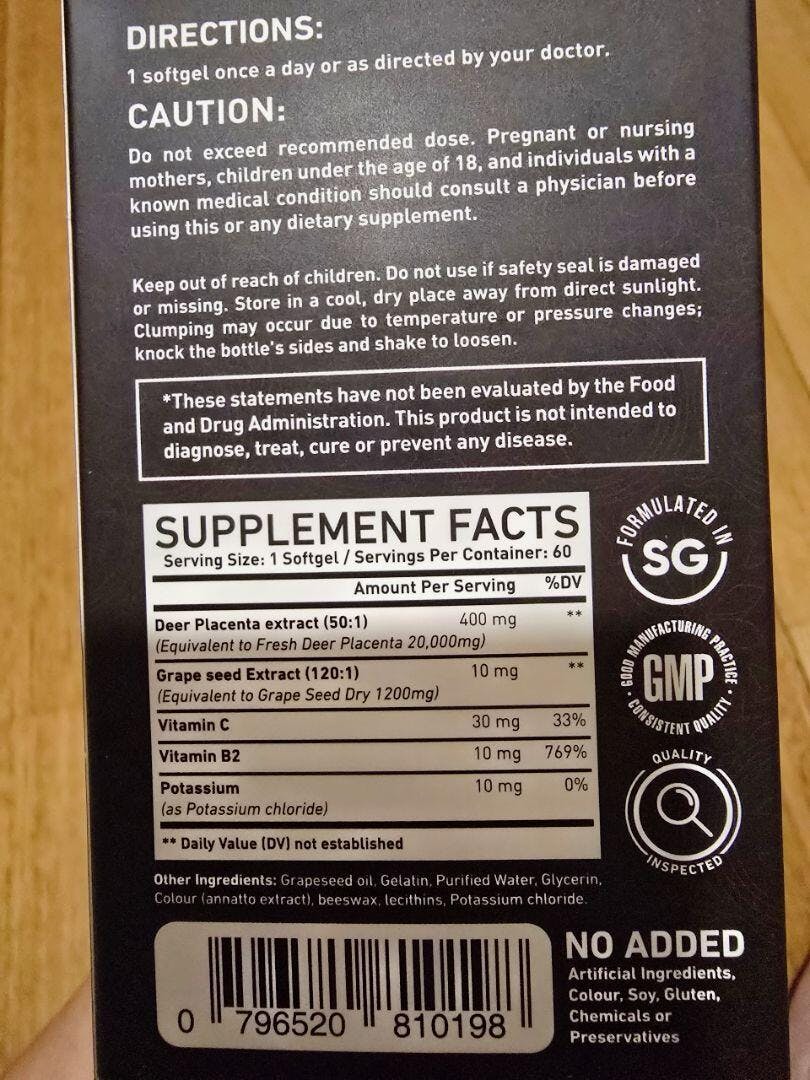 DIRECTIONS:
1 softgel once a day or as directed by your doctor.
CAUTION:
Do not exceed recommended dose. Pregnant or nursing
mothers, children under the age of 18, and individuals with a
known medical condition should consult a physician before
using this or any dietary supplement.
Keep out of reach of children. Do not use if safety seal is damaged
or missing. Store in a cool, dry place away from direct sunlight.
Clumping may occur due to temperature or pressure changes;
knock the bottle's sides and shake to loosen.
*These statements have not been evaluated by the Food
and Drug Administration. This product is not intended to
diagnose, treat, cure or prevent any disease.
SUPPLEMENT FACTS
Serving Size: 1 Softgel / Servings Per Container: 60
Amount Per Serving %DV
Deer Placenta extract (50:1) 400 mg **
(Equivalent to Fresh Deer Placenta 20,000mg)
Grape seed Extract (120:1) 10 mg **
(Equivalent to Grape Seed Dry 1200mg)
Vitamin C 30 mg 33%
Vitamin B2 10 mg 769%
Potassium 10 mg 0%
(as Potassium chloride)
** Daily Value (DV) not established
FORMULATED IN
SG
GOOD MANUFACTURING PRACTICE
GMP
CONSISTENT QUALITY
QUALITY
INSPECTED
Other Ingredients: Grapeseed oil, Gelatin, Purified Water, Glycerin,
Colour (annatto extract), beeswax, lecithins, Potassium chloride.
0 796520 810198
NO ADDED
Artificial Ingredients,
Colour, Soy, Gluten,
Chemicals or
Preservatives